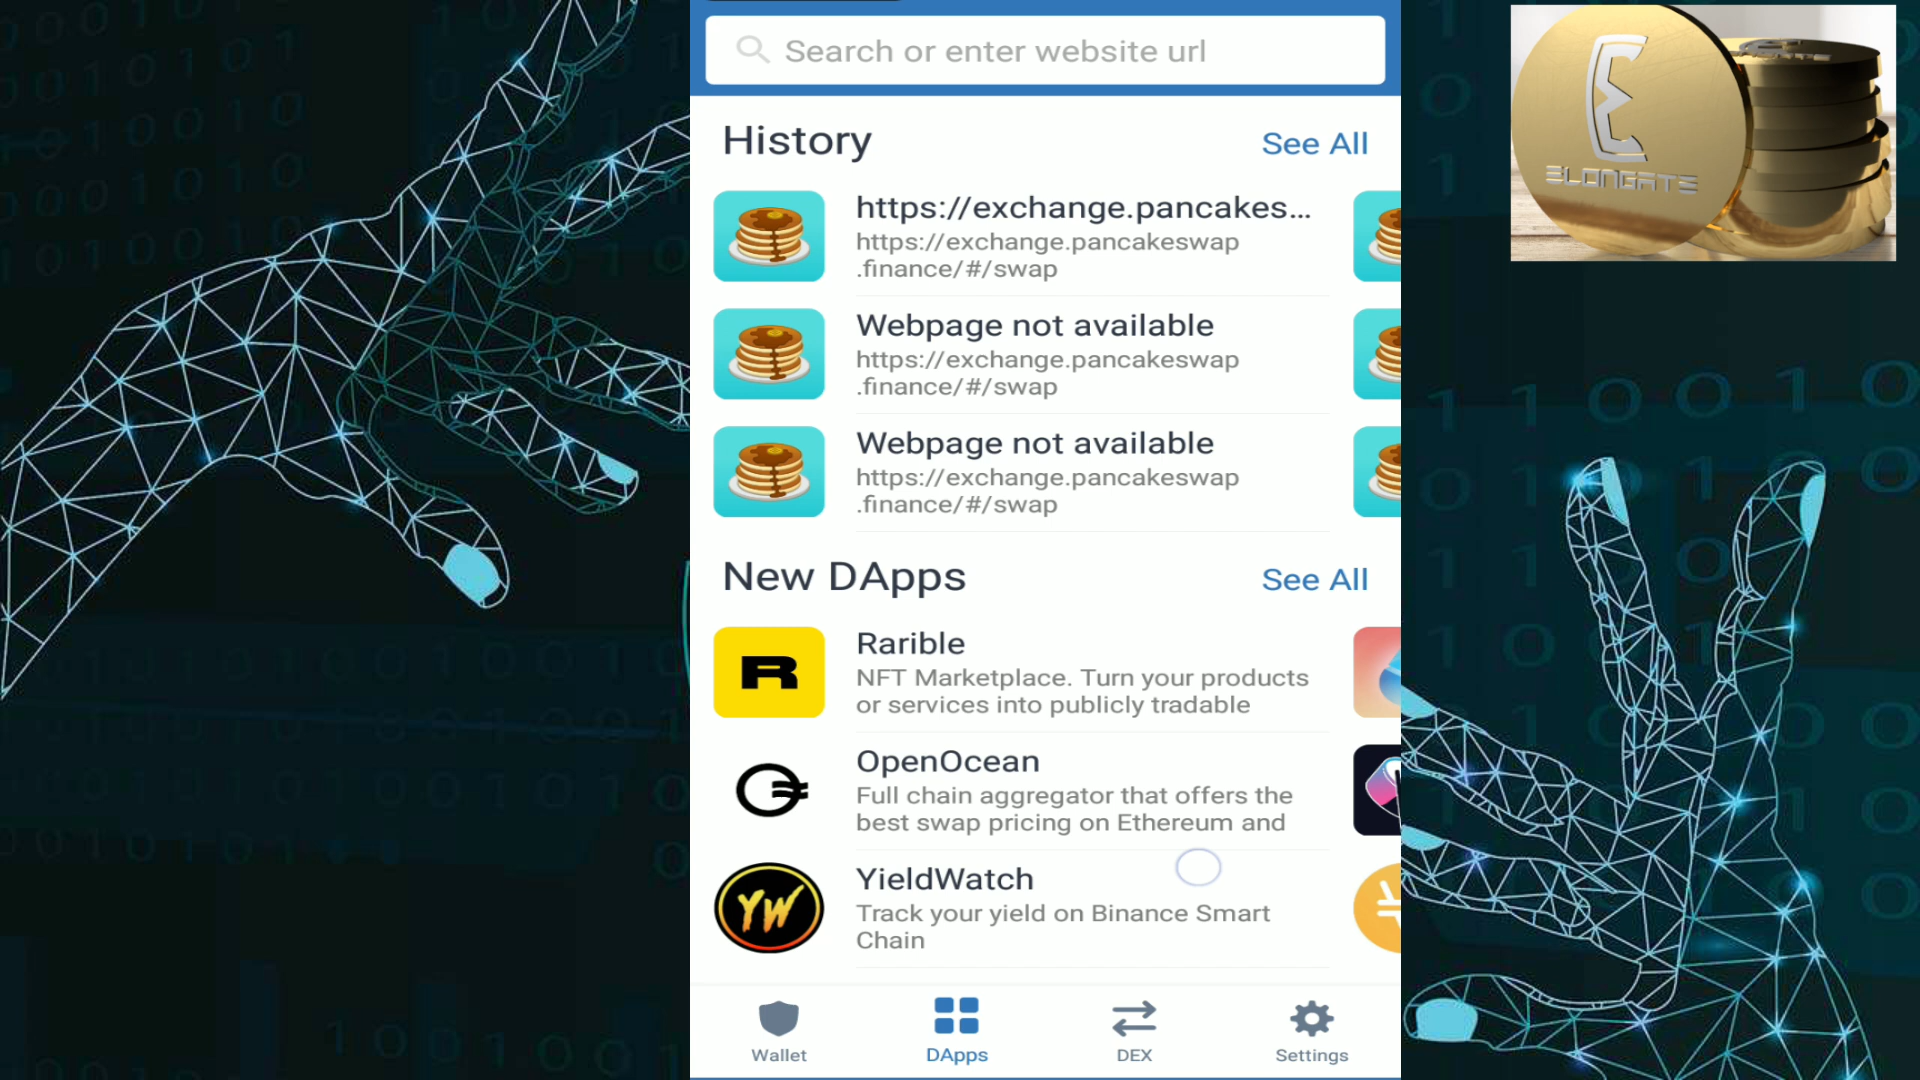 Search or enter website url
History
See All
https://exchange.pancakes...
https://exchange.pancakeswap
.finance/#/swap
Webpage not available
https://exchange.pancakeswap
.finance/#/swap
Webpage not available
https://exchange.pancakeswap
.finance/#/swap
New DApps
See All
Rarible
NFT Marketplace. Turn your products
or services into publicly tradable
OpenOcean
Full chain aggregator that offers the
best swap pricing on Ethereum and
YieldWatch
Track your yield on Binance Smart
Chain
Wallet
DApps
DEX
Settings
R
YW
ELONGATE